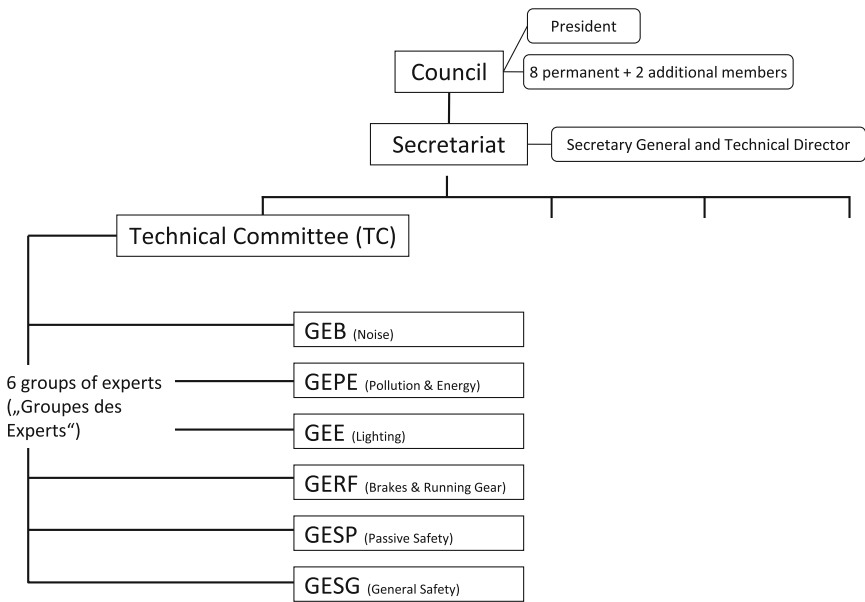 President
Council
8 permanent + 2 additional members
Secretariat
Secretary General and Technical Director
Technical Committee (TC)
GEB (Noise)
6 groups of experts
(„Groupes des
Experts“)
GEPE (Pollution & Energy)
GEE (Lighting)
GERF (Brakes & Running Gear)
GESP (Passive Safety)
GESG (General Safety)